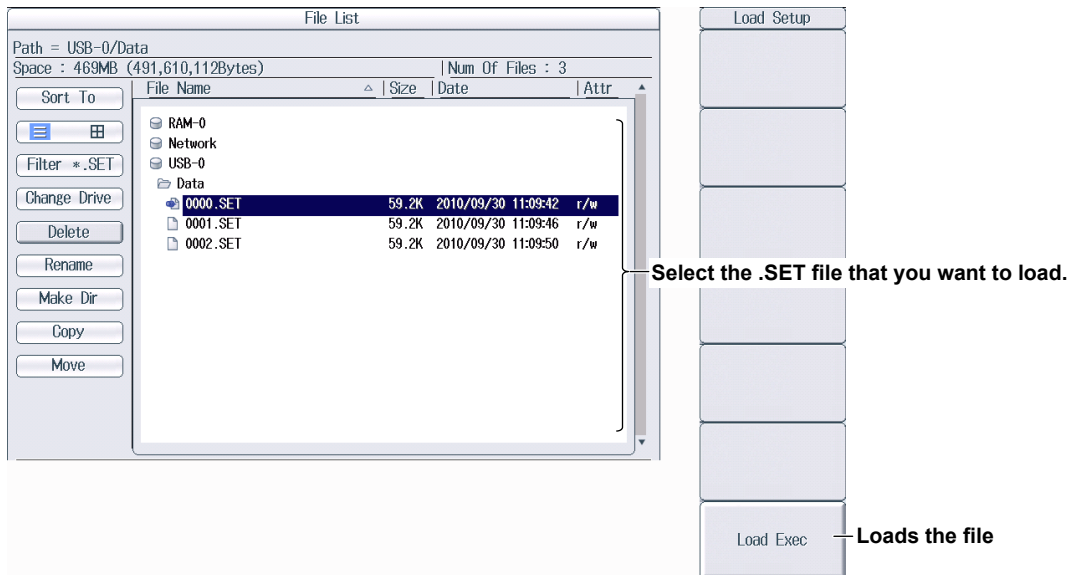 File List
Load Setup
Path = USB-0/Data
Space : 469MB (491,610,112Bytes) Num Of Files : 3
File Name Size Date Attr
Sort To
Filter *.SET
Change Drive
Delete
Rename
Make Dir
Copy
Move
RAM-0
Network
USB-0
Data
0000.SET 59.2K 2010/09/30 11:09:42 r/w
0001.SET 59.2K 2010/09/30 11:09:46 r/w
0002.SET 59.2K 2010/09/30 11:09:50 r/w
Select the .SET file that you want to load.
Load Exec
Loads the file